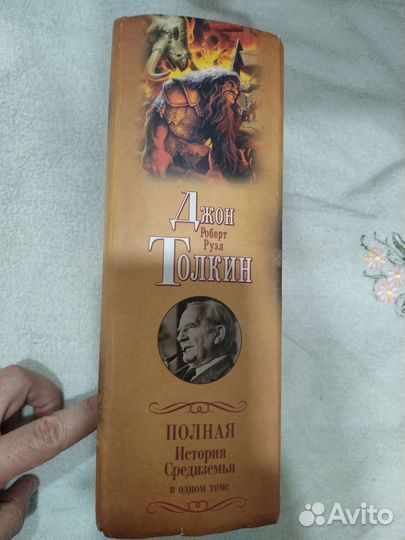 Джон
Роберт
Руэл
Толкин
ПОЛНАЯ
История
Средиземья
в одном томе
Avito